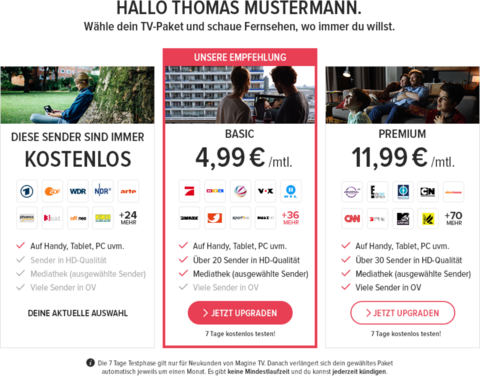 HALLO THOMAS MUSTERMANN.
Wähle dein TV-Paket und schaue Fernsehen, wo immer du willst.
UNSERE EMPFEHLUNG
DIESE SENDER SIND IMMER
KOSTENLOS
ZDF WDR NDR arte
phoenix
+24
MEHR
Auf Handy, Tablet, PC uvm.
Sender in HD-Qualität
Mediathek (ausgewählte Sender)
Viele Sender in OV
DEINE AKTUELLE AUSWAHL
BASIC
4,99 € /mtl.
RTL VOX
+36
MEHR
Auf Handy, Tablet, PC uvm.
Über 20 Sender in HD-Qualität
Mediathek (ausgewählte Sender)
Viele Sender in OV
JETZT UPGRADEN
7 Tage kostenlos testen!
PREMIUM
11,99 € /mtl.
CN
CNN
+70
MEHR
Auf Handy, Tablet, PC uvm.
Über 30 Sender in HD-Qualität
Mediathek (ausgewählte Sender)
Viele Sender in OV
JETZT UPGRADEN
7 Tage kostenlos testen!
Die 7 Tage Testphase gilt nur für Neukunden von Magine TV. Danach verlängert sich dein gewähltes Paket
automatisch jeweils um einen Monat. Es gibt keine Mindestlaufzeit und du kannst jederzeit kündigen.